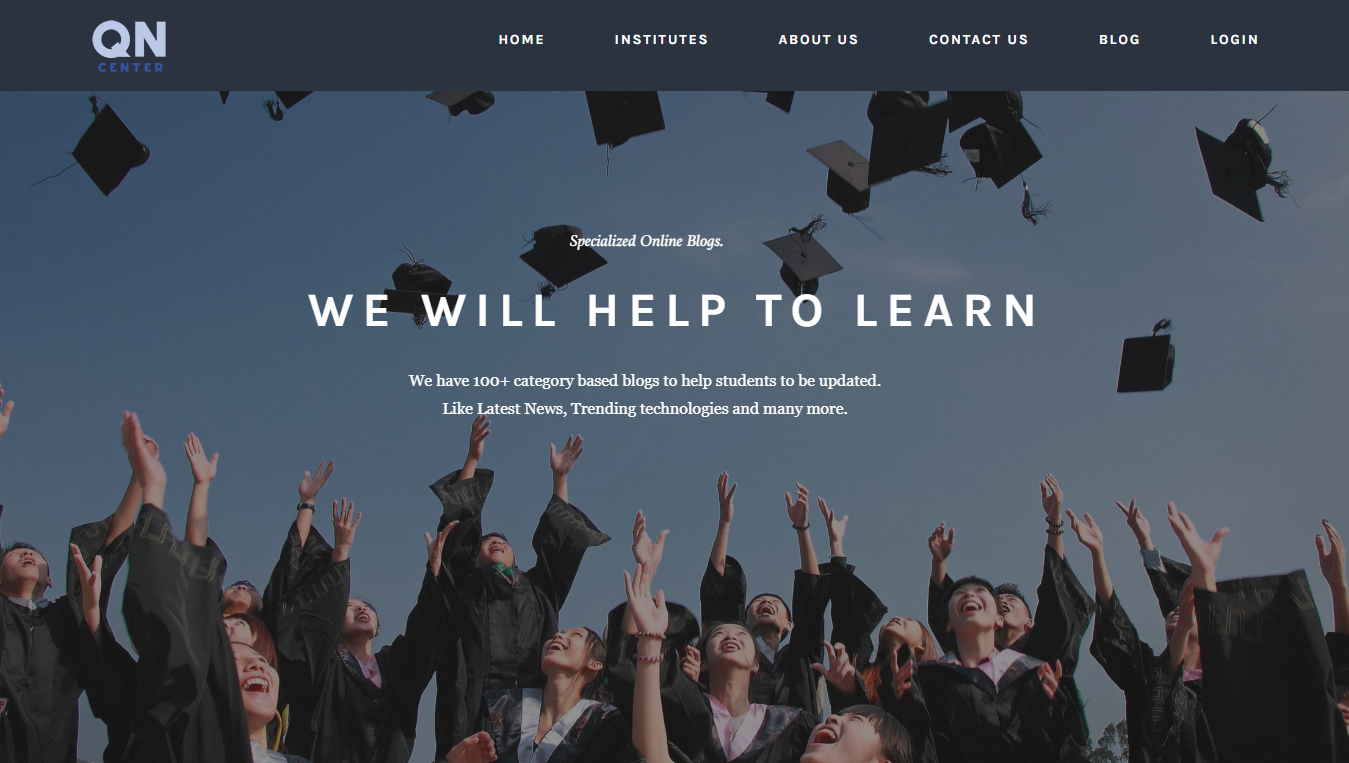 QN
CENTER
HOME
INSTITUTES
ABOUT US
CONTACT US
BLOG
LOGIN
Specialized Online Blogs.
WE WILL HELP TO LEARN
We have 100+ category based blogs to help students to be updated.
Like Latest News, Trending technologies and many more.